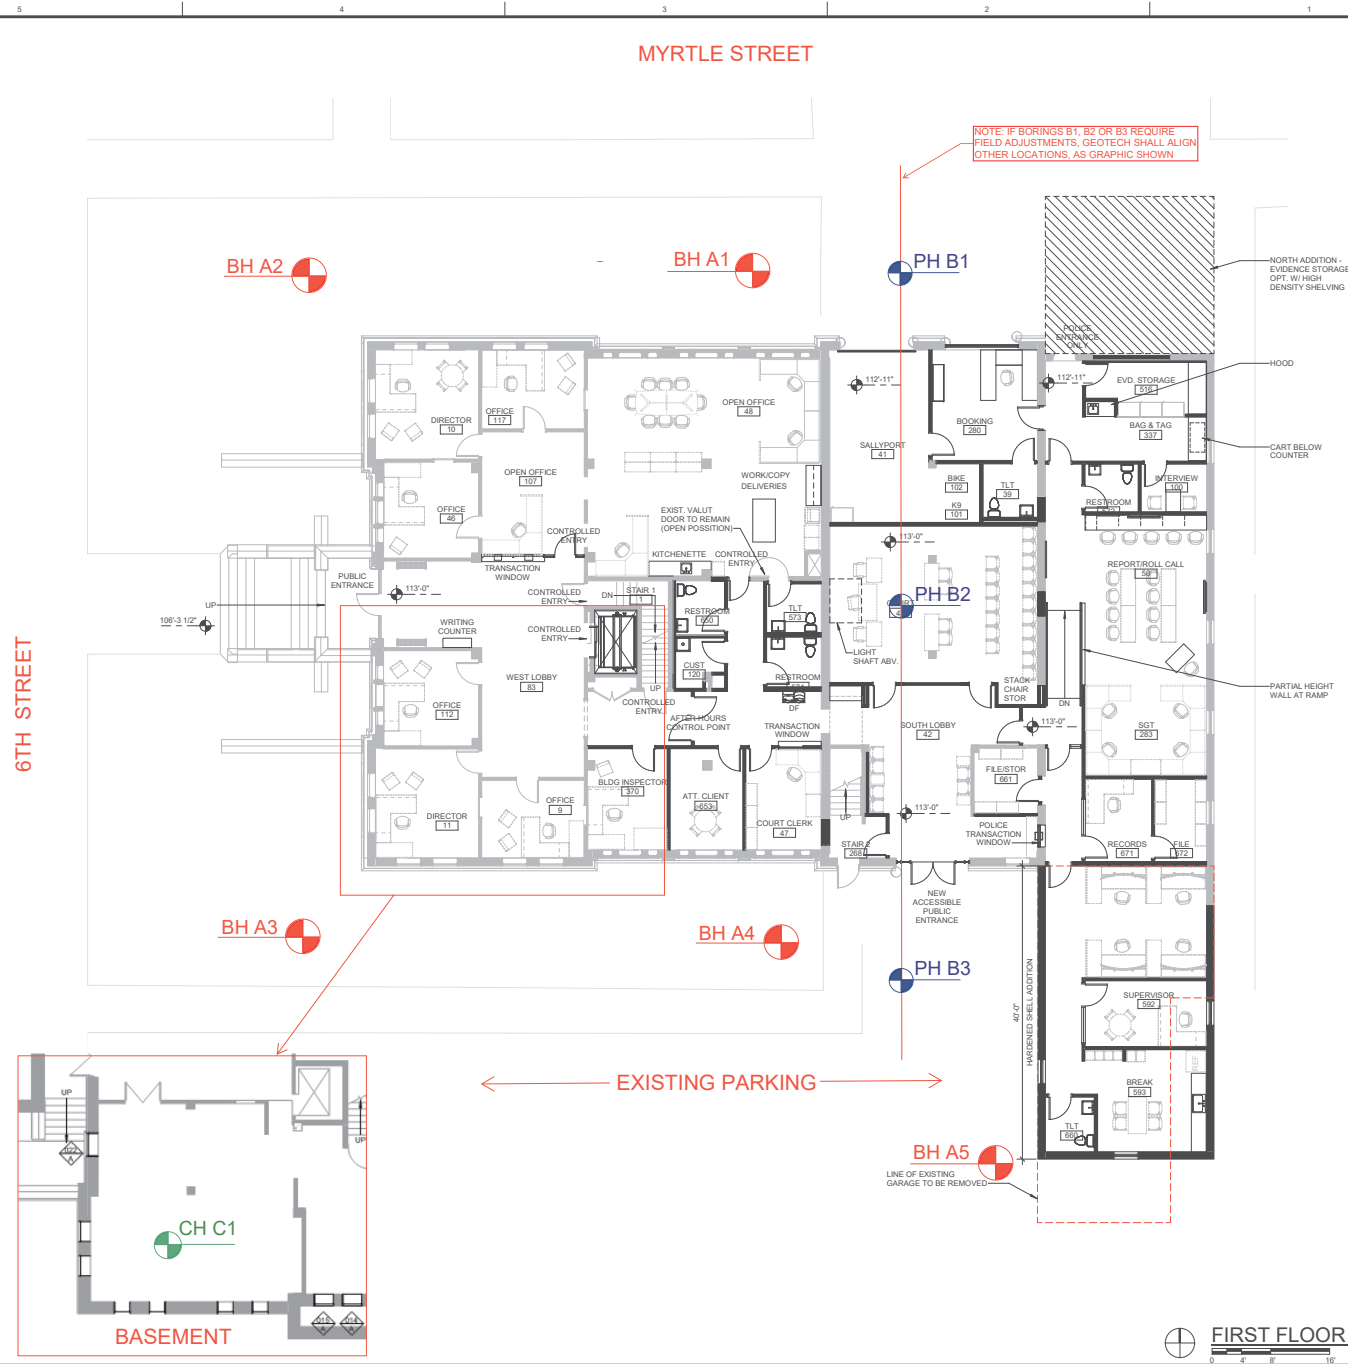 5
4
3
2
1
MYRTLE STREET
NOTE: IF BORINGS B1, B2 OR B3 REQUIRE
FIELD ADJUSTMENTS, GEOTECH SHALL ALIGN
OTHER LOCATIONS, AS GRAPHIC SHOWN
BH A2
BH A1
PH B1
NORTH ADDITION -
EVIDENCE STORAGE
OPT. W/ HIGH
DENSITY SHELVING
POLICE
ENTRANCE
ONLY
HOOD
112'-11"
112'-11"
EVD. STORAGE
516
DIRECTOR
10
OFFICE
117
OPEN OFFICE
48
BOOKING
280
BAG & TAG
337
SALLYPORT
41
CART BELOW
COUNTER
OPEN OFFICE
107
WORK/COPY
DELIVERIES
BIKE
102
TLT
39
INTERVIEW
100
RESTROOM
K9
101
OFFICE
46
EXIST. VALUT
DOOR TO REMAIN
(OPEN POSSITION)
CONTROLLED
ENTRY
113'-0"
KITCHENETTE
CONTROLLED
ENTRY
TRANSACTION
WINDOW
REPORT/ROLL CALL
50
PUBLIC
ENTRANCE
113'-0"
CONTROLLED
ENTRY
DN
STAIR 1
1
UP
106'-3 1/2"
RESTROOM
650
TLT
573
PH B2
WRITING
COUNTER
CONTROLLED
ENTRY
LIGHT
SHAFT ABV.
CUST
120
RESTROOM
WEST LOBBY
83
UP
STACK
CHAIR
STOR
PARTIAL HEIGHT
WALL AT RAMP
DN
DF
CONTROLLED
ENTRY
OFFICE
112
AFTER HOURS
CONTROL POINT
TRANSACTION
WINDOW
SOUTH LOBBY
42
113'-0"
SGT
283
6TH STREET
FILE/STOR
661
BLDG INSPECTOR
370
ATT. CLIENT
653
OFFICE
9
DIRECTOR
11
COURT CLERK
47
UP
113'-0"
POLICE
TRANSACTION
WINDOW
STAIR 2
268
RECORDS
671
FILE
672
NEW
ACCESSIBLE
PUBLIC
ENTRANCE
BH A3
BH A4
PH B3
40'-0"
HARDENED SHELL ADDITION
SUPERVISOR
592
EXISTING PARKING
REF.
BREAK
593
TLT
660
BH A5
LINE OF EXISTING
GARAGE TO BE REMOVED
UP
UP
CH C1
BASEMENT
FIRST FLOOR
0 4' 8' 16'